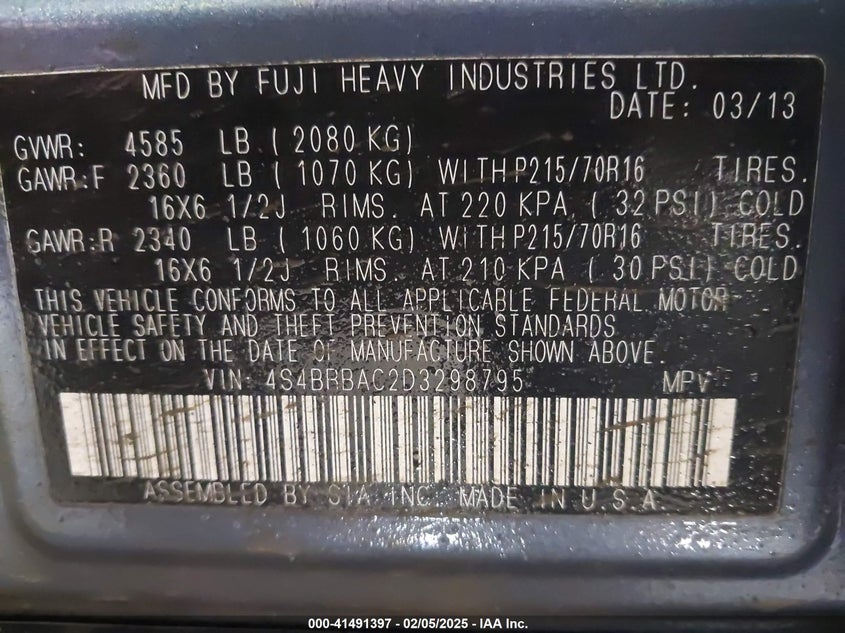 MFD BY FUJI HEAVY INDUSTRIES LTD.
DATE: 03/13
GVWR: 4585 LB ( 2080 KG)
GAWR:F 2360 LB ( 1070 KG) WITH P215/70R16 TIRES.
16X6 1/2J RIMS. AT 220 KPA ( 32 PSI) COLD
GAWR:R 2340 LB ( 1060 KG) WITH P215/70R16 TIRES.
16X6 1/2J RIMS. AT 210 KPA ( 30 PSI) COLD
THIS VEHICLE CONFORMS TO ALL APPLICABLE FEDERAL MOTOR
VEHICLE SAFETY AND THEFT PREVENTION STANDARDS
IN EFFECT ON THE DATE OF MANUFACTURE SHOWN ABOVE.
VIN: 4S4BRBAC2D3298795 MPV
ASSEMBLED BY SIA INC. MADE IN U.S.A
000-41491397 - 02/05/2025 - IAA Inc.